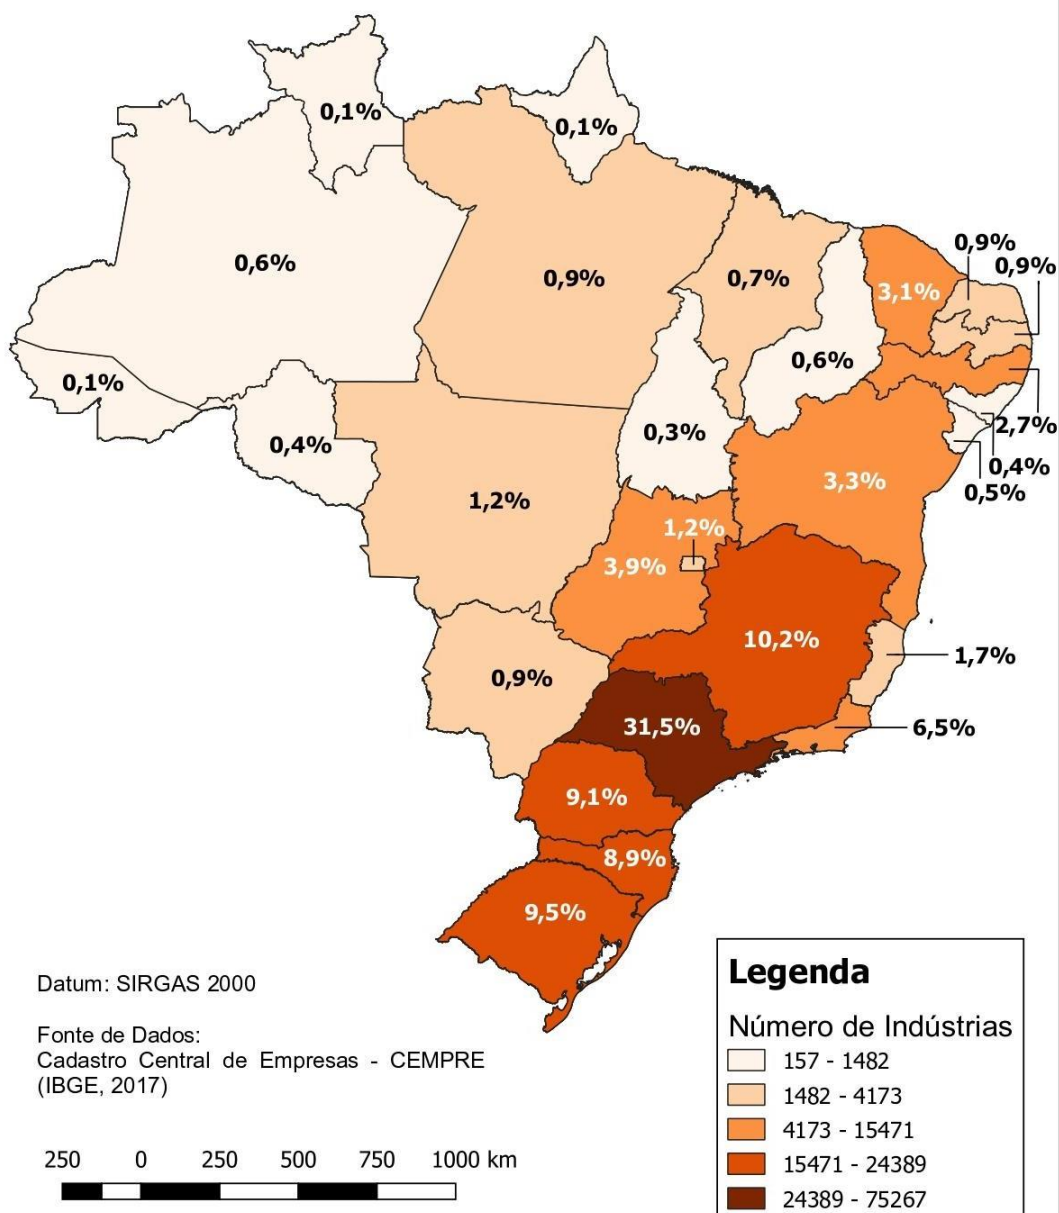 0,1%
0,1%
0,6%
0,9%
0,7%
0,9%
0,9%
3,1%
0,6%
0,1%
0,4%
0,3%
2,7%
0,4%
0,5%
3,3%
1,2%
1,2%
3,9%
10,2%
1,7%
0,9%
31,5%
6,5%
9,1%
8,9%
9,5%
Datum: SIRGAS 2000
Fonte de Dados:
Cadastro Central de Empresas - CEMPRE
(IBGE, 2017)
250 0 250 500 750 1000 km
Legenda
Número de Indústrias
157 - 1482
1482 - 4173
4173 - 15471
15471 - 24389
24389 - 75267